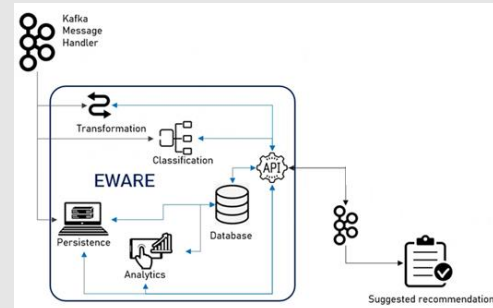 Kafka
Message
Handler
Transformation
Classification
API
EWARE
Persistence
Database
Analytics
Suggested recommendation